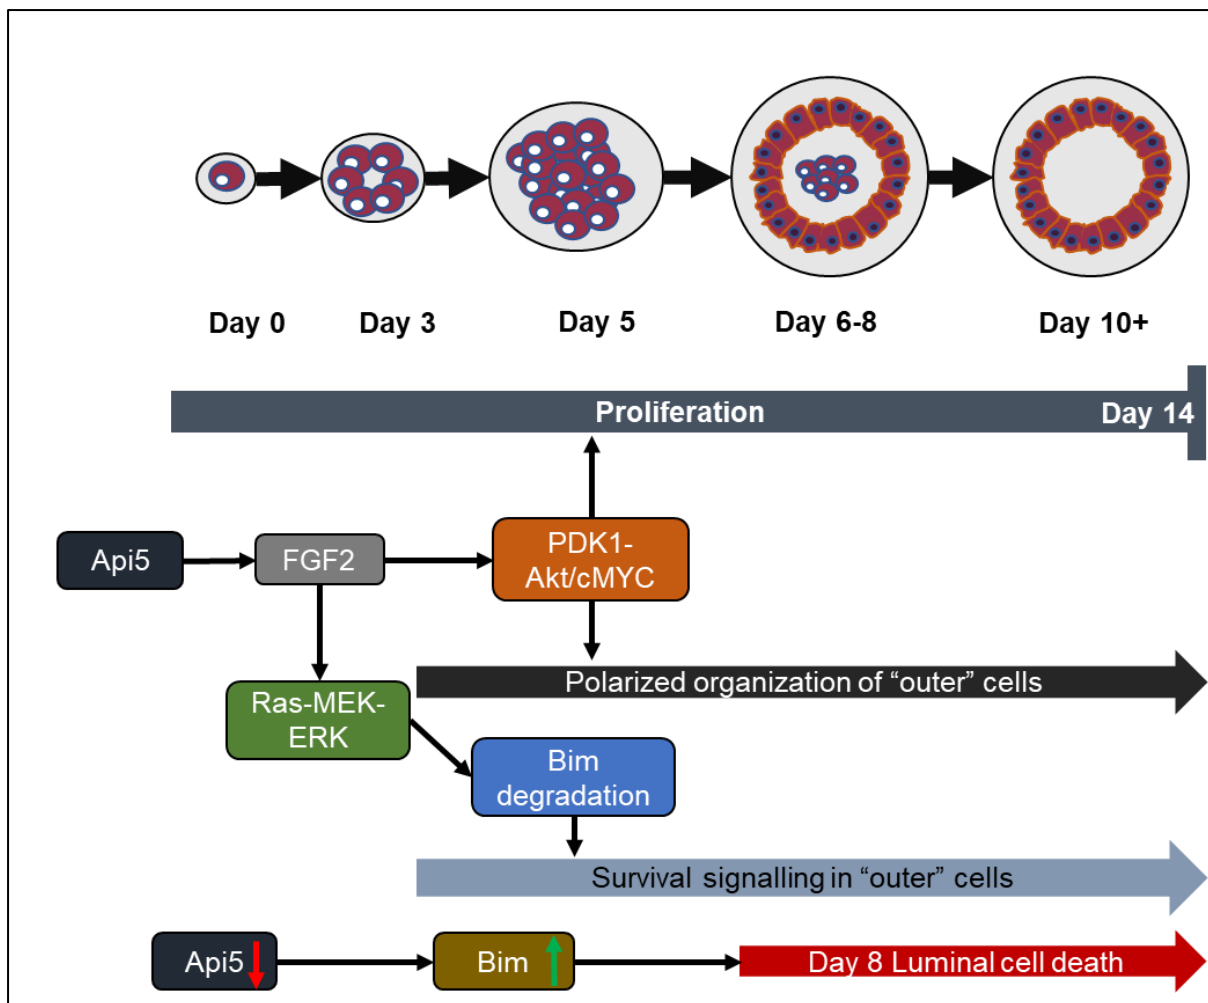 Day 0
Day 3
Day 5
Day 6-8
Day 10+
Proliferation
Day 14
Api5
FGF2
PDK1-
Akt/cMYC
Polarized organization of “outer” cells
Ras-MEK-
ERK
Bim
degradation
Survival signalling in “outer” cells
Api5
Bim
Day 8 Luminal cell death